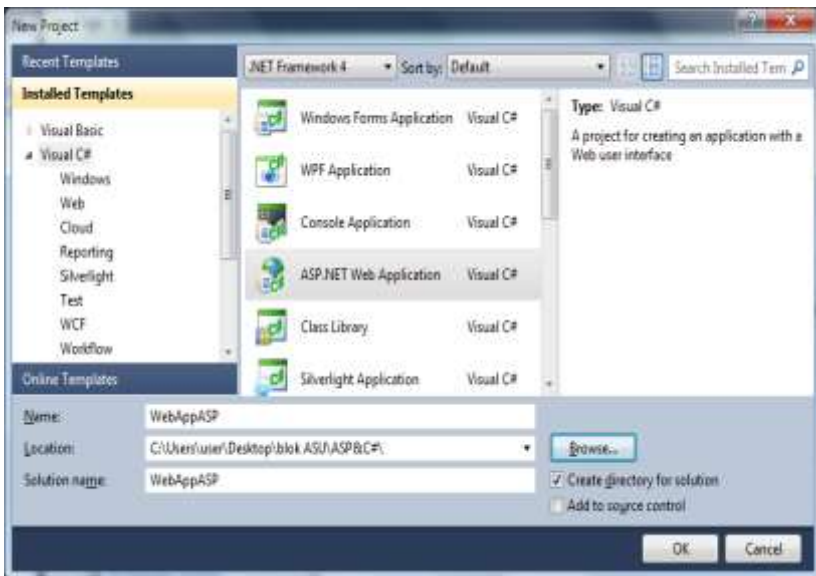 New Project
Recent Templates
.NET Framework 4 Sort by: Default Search Installed Tem
Installed Templates
Visual Basic
Visual C#
Windows
Web
Cloud
Reporting
Silverlight
Test
WCF
Workflow
Online Templates
Windows Forms Application Visual C#
WPF Application Visual C#
Console Application Visual C#
ASP.NET Web Application Visual C#
Class Library Visual C#
Silverlight Application Visual C#
Type: Visual C#
A project for creating an application with a
Web user interface
Name: WebAppASP
Location: C:\Users\user\Desktop\blok ASU\ASP&C#\ Browse...
Solution name: WebAppASP
Create directory for solution
Add to source control
OK Cancel